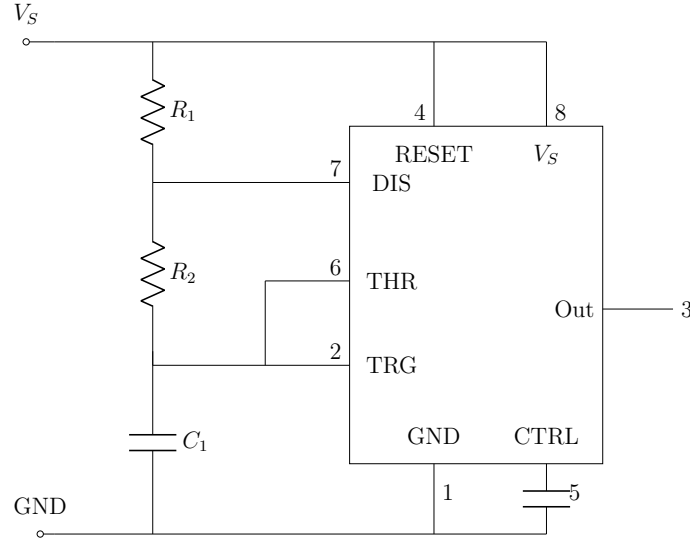 V_S
R_1
4
8
RESET
V_S
7
DIS
R_2
6
THR
Out
3
2
TRG
C_1
GND
CTRL
1
5
GND